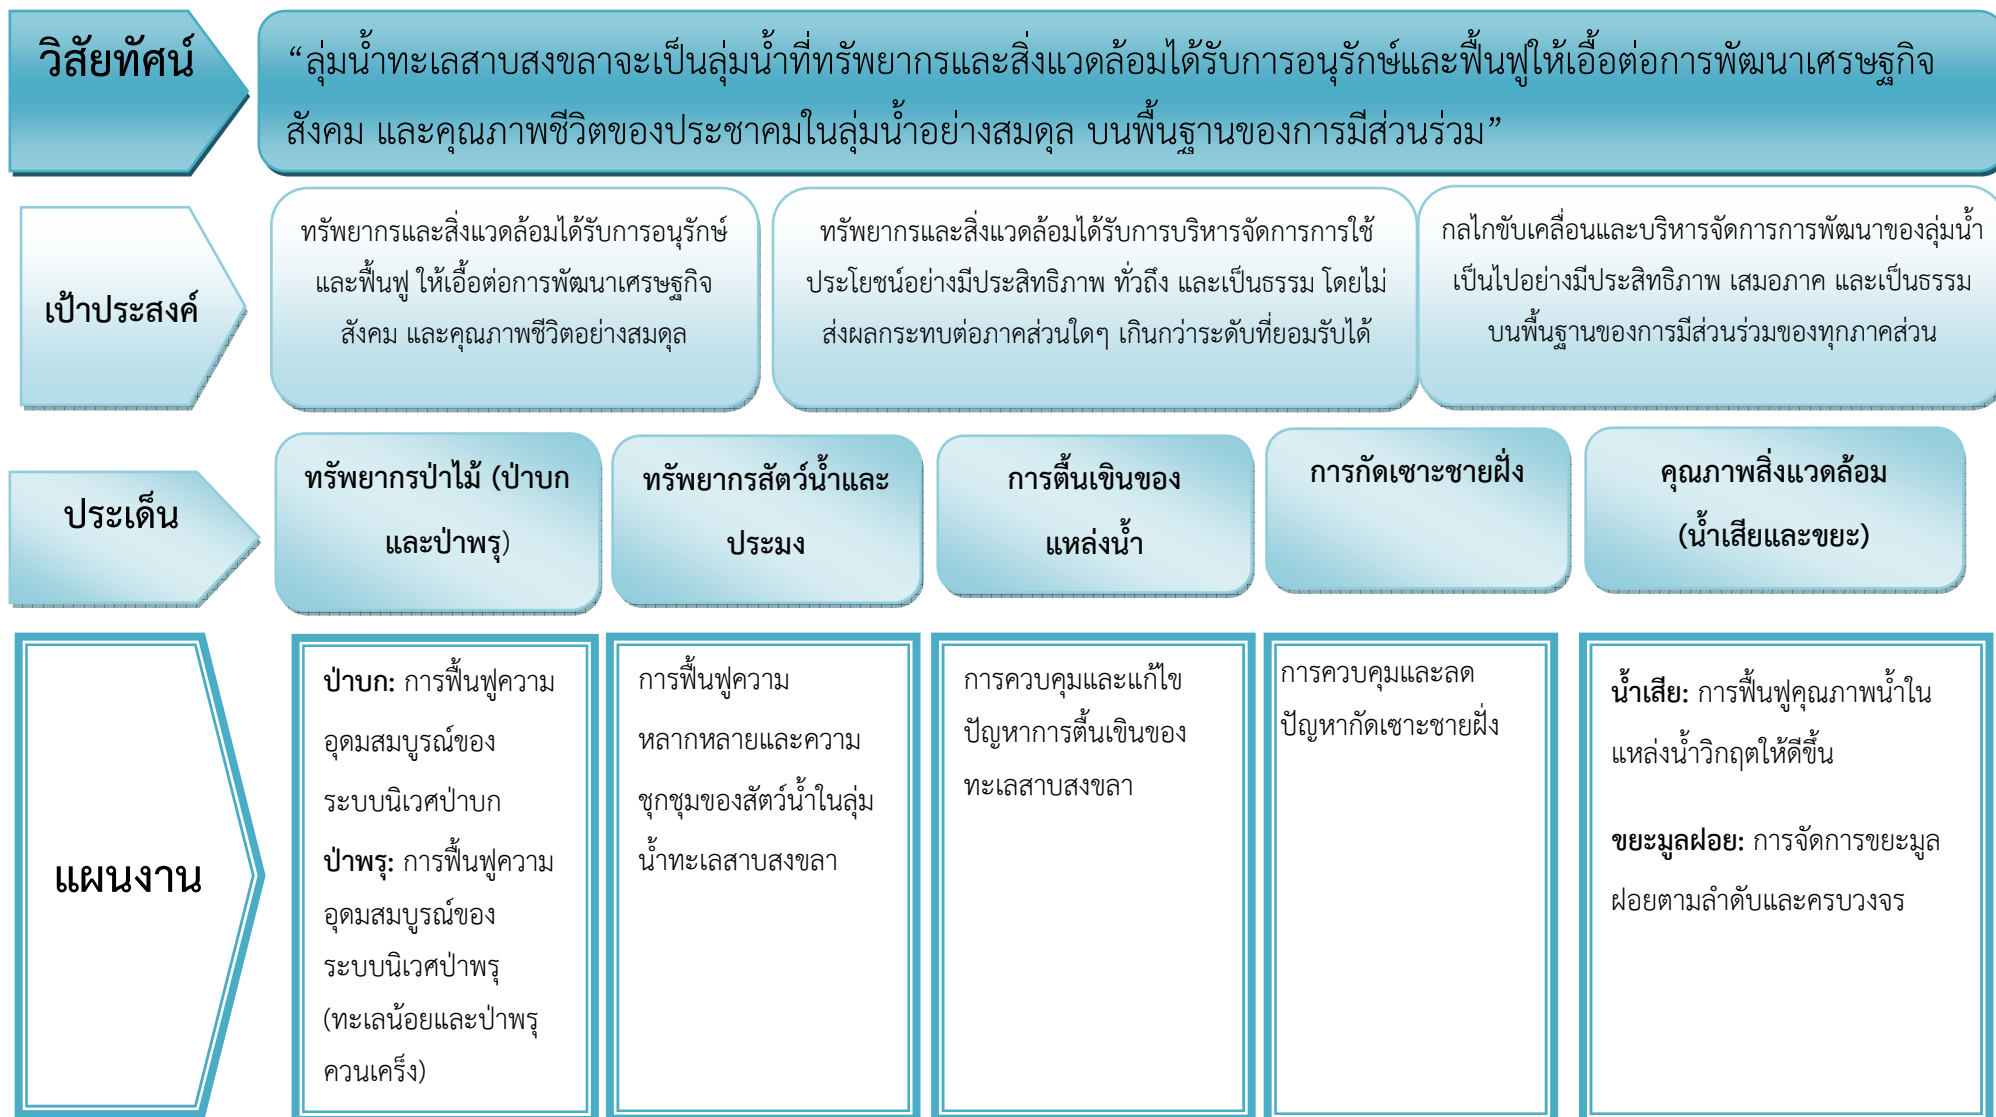 วิสัยทัศน์
“ลุ่มน้ำทะเลสาบสงขลาจะเป็นลุ่มน้ำที่ทรัพยากรและสิ่งแวดล้อมได้รับการอนุรักษ์และฟื้นฟูให้เอื้อต่อการพัฒนาเศรษฐกิจ
สังคม และคุณภาพชีวิตของประชาคมในลุ่มน้ำอย่างสมดุล บนพื้นฐานของการมีส่วนร่วม”
เป้าประสงค์
ทรัพยากรและสิ่งแวดล้อมได้รับการอนุรักษ์
และฟื้นฟู ให้เอื้อต่อการพัฒนาเศรษฐกิจ
สังคม และคุณภาพชีวิตอย่างสมดุล
ทรัพยากรและสิ่งแวดล้อมได้รับการบริหารจัดการการใช้
ประโยชน์อย่างมีประสิทธิภาพ ทั่วถึง และเป็นธรรม โดยไม่
ส่งผลกระทบต่อภาคส่วนใดๆ เกินกว่าระดับที่ยอมรับได้
กลไกขับเคลื่อนและบริหารจัดการการพัฒนาของลุ่มน้ำ
เป็นไปอย่างมีประสิทธิภาพ เสมอภาค และเป็นธรรม
บนพื้นฐานของการมีส่วนร่วมของทุกภาคส่วน
ประเด็น
ทรัพยากรป่าไม้ (ป่าบก
และป่าพรุ)
ทรัพยากรสัตว์น้ำและ
ประมง
การตื้นเขินของ
แหล่งน้ำ
การกัดเซาะชายฝั่ง
คุณภาพสิ่งแวดล้อม
(น้ำเสียและขยะ)
แผนงาน
ป่าบก: การฟื้นฟูความ
อุดมสมบูรณ์ของ
ระบบนิเวศป่าบก
ป่าพรุ: การฟื้นฟูความ
อุดมสมบูรณ์ของ
ระบบนิเวศป่าพรุ
(ทะเลน้อยและป่าพรุ
ควนเคร็ง)
การฟื้นฟูความ
หลากหลายและความ
ชุกชุมของสัตว์น้ำในลุ่ม
น้ำทะเลสาบสงขลา
การควบคุมและแก้ไข
ปัญหาการตื้นเขินของ
ทะเลสาบสงขลา
การควบคุมและลด
ปัญหากัดเซาะชายฝั่ง
น้ำเสีย: การฟื้นฟูคุณภาพน้ำใน
แหล่งน้ำวิกฤตให้ดีขึ้น
ขยะมูลฝอย: การจัดการขยะมูล
ฝอยตามลำดับและครบวงจร